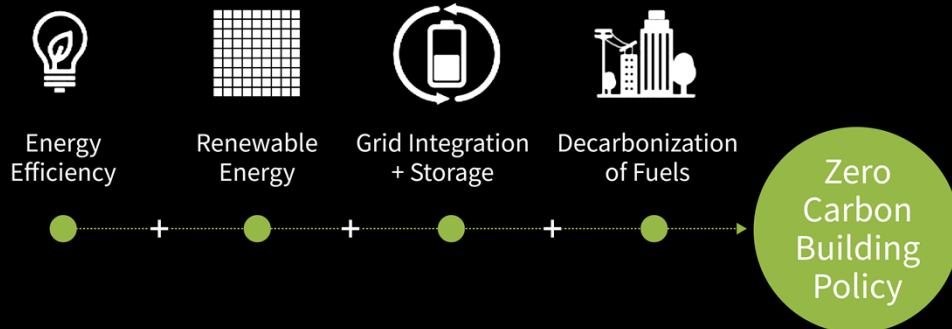 Energy
Efficiency
Renewable
Energy
Grid Integration
+ Storage
Decarbonization
of Fuels
+
+
+
Zero
Carbon
Building
Policy